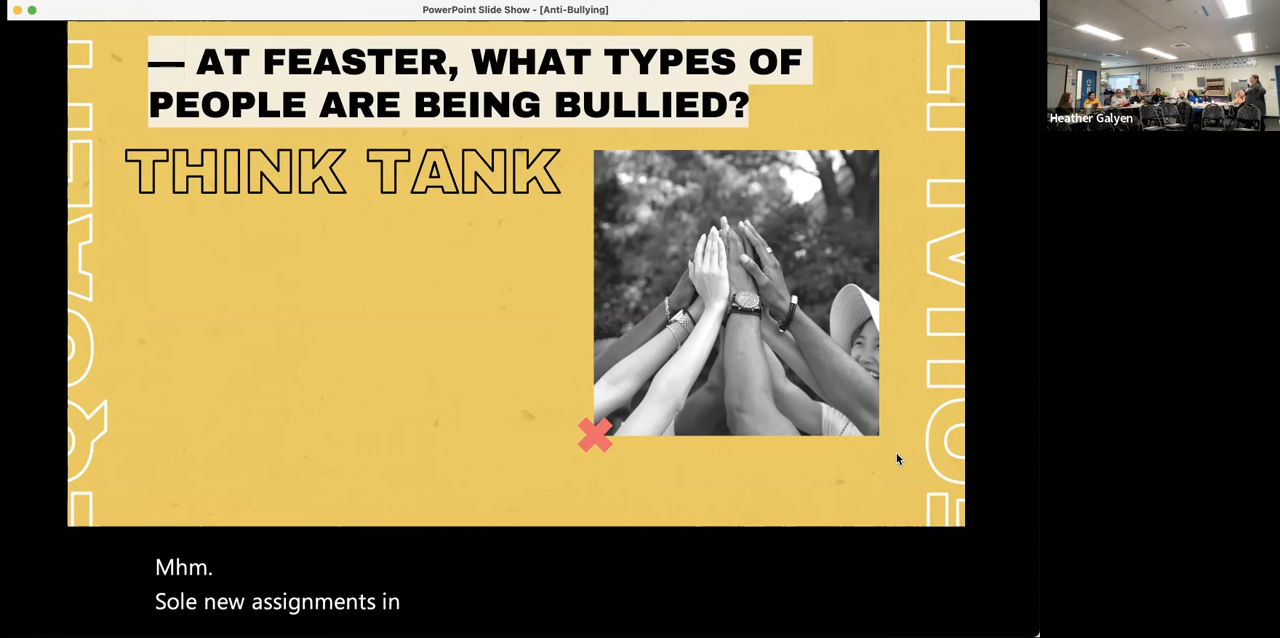 PowerPoint Slide Show - [Anti-Bullying]
— AT FEASTER, WHAT TYPES OF
PEOPLE ARE BEING BULLIED?
THINK TANK
EQUALITY
Heather Galyen
Mhm.
Sole new assignments in